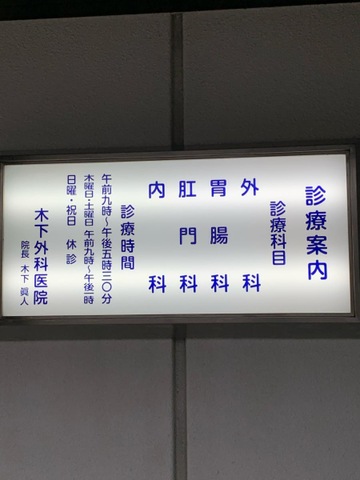 診療案内
診療科目
外科
胃腸科
肛門科
内科
診療時間
午前九時～午後五時三〇分
木曜日・土曜日 午前九時～午後一時
日曜・祝日 休診
木下外科医院
院長 木下 眞人